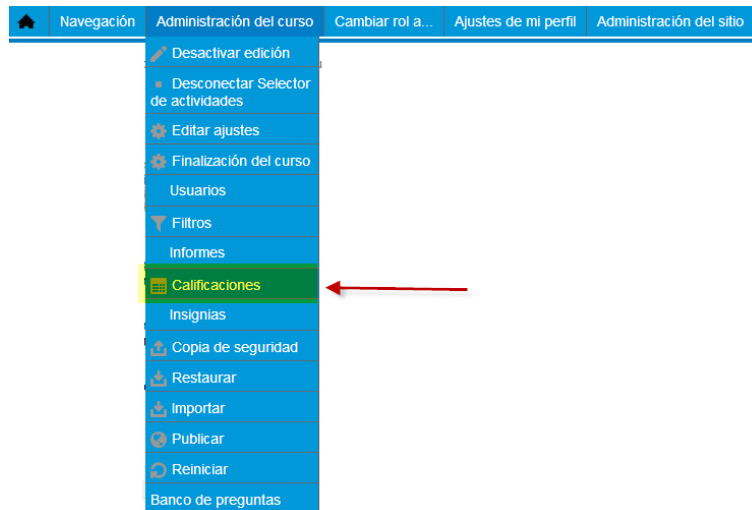 Navegación Administración del curso Cambiar rol a... Ajustes de mi perfil Administración del sitio
Desactivar edición
Desconectar Selector
de actividades
Editar ajustes
Finalización del curso
Usuarios
Filtros
Informes
Calificaciones
Insignias
Copia de seguridad
Restaurar
Importar
Publicar
Reiniciar
Banco de preguntas